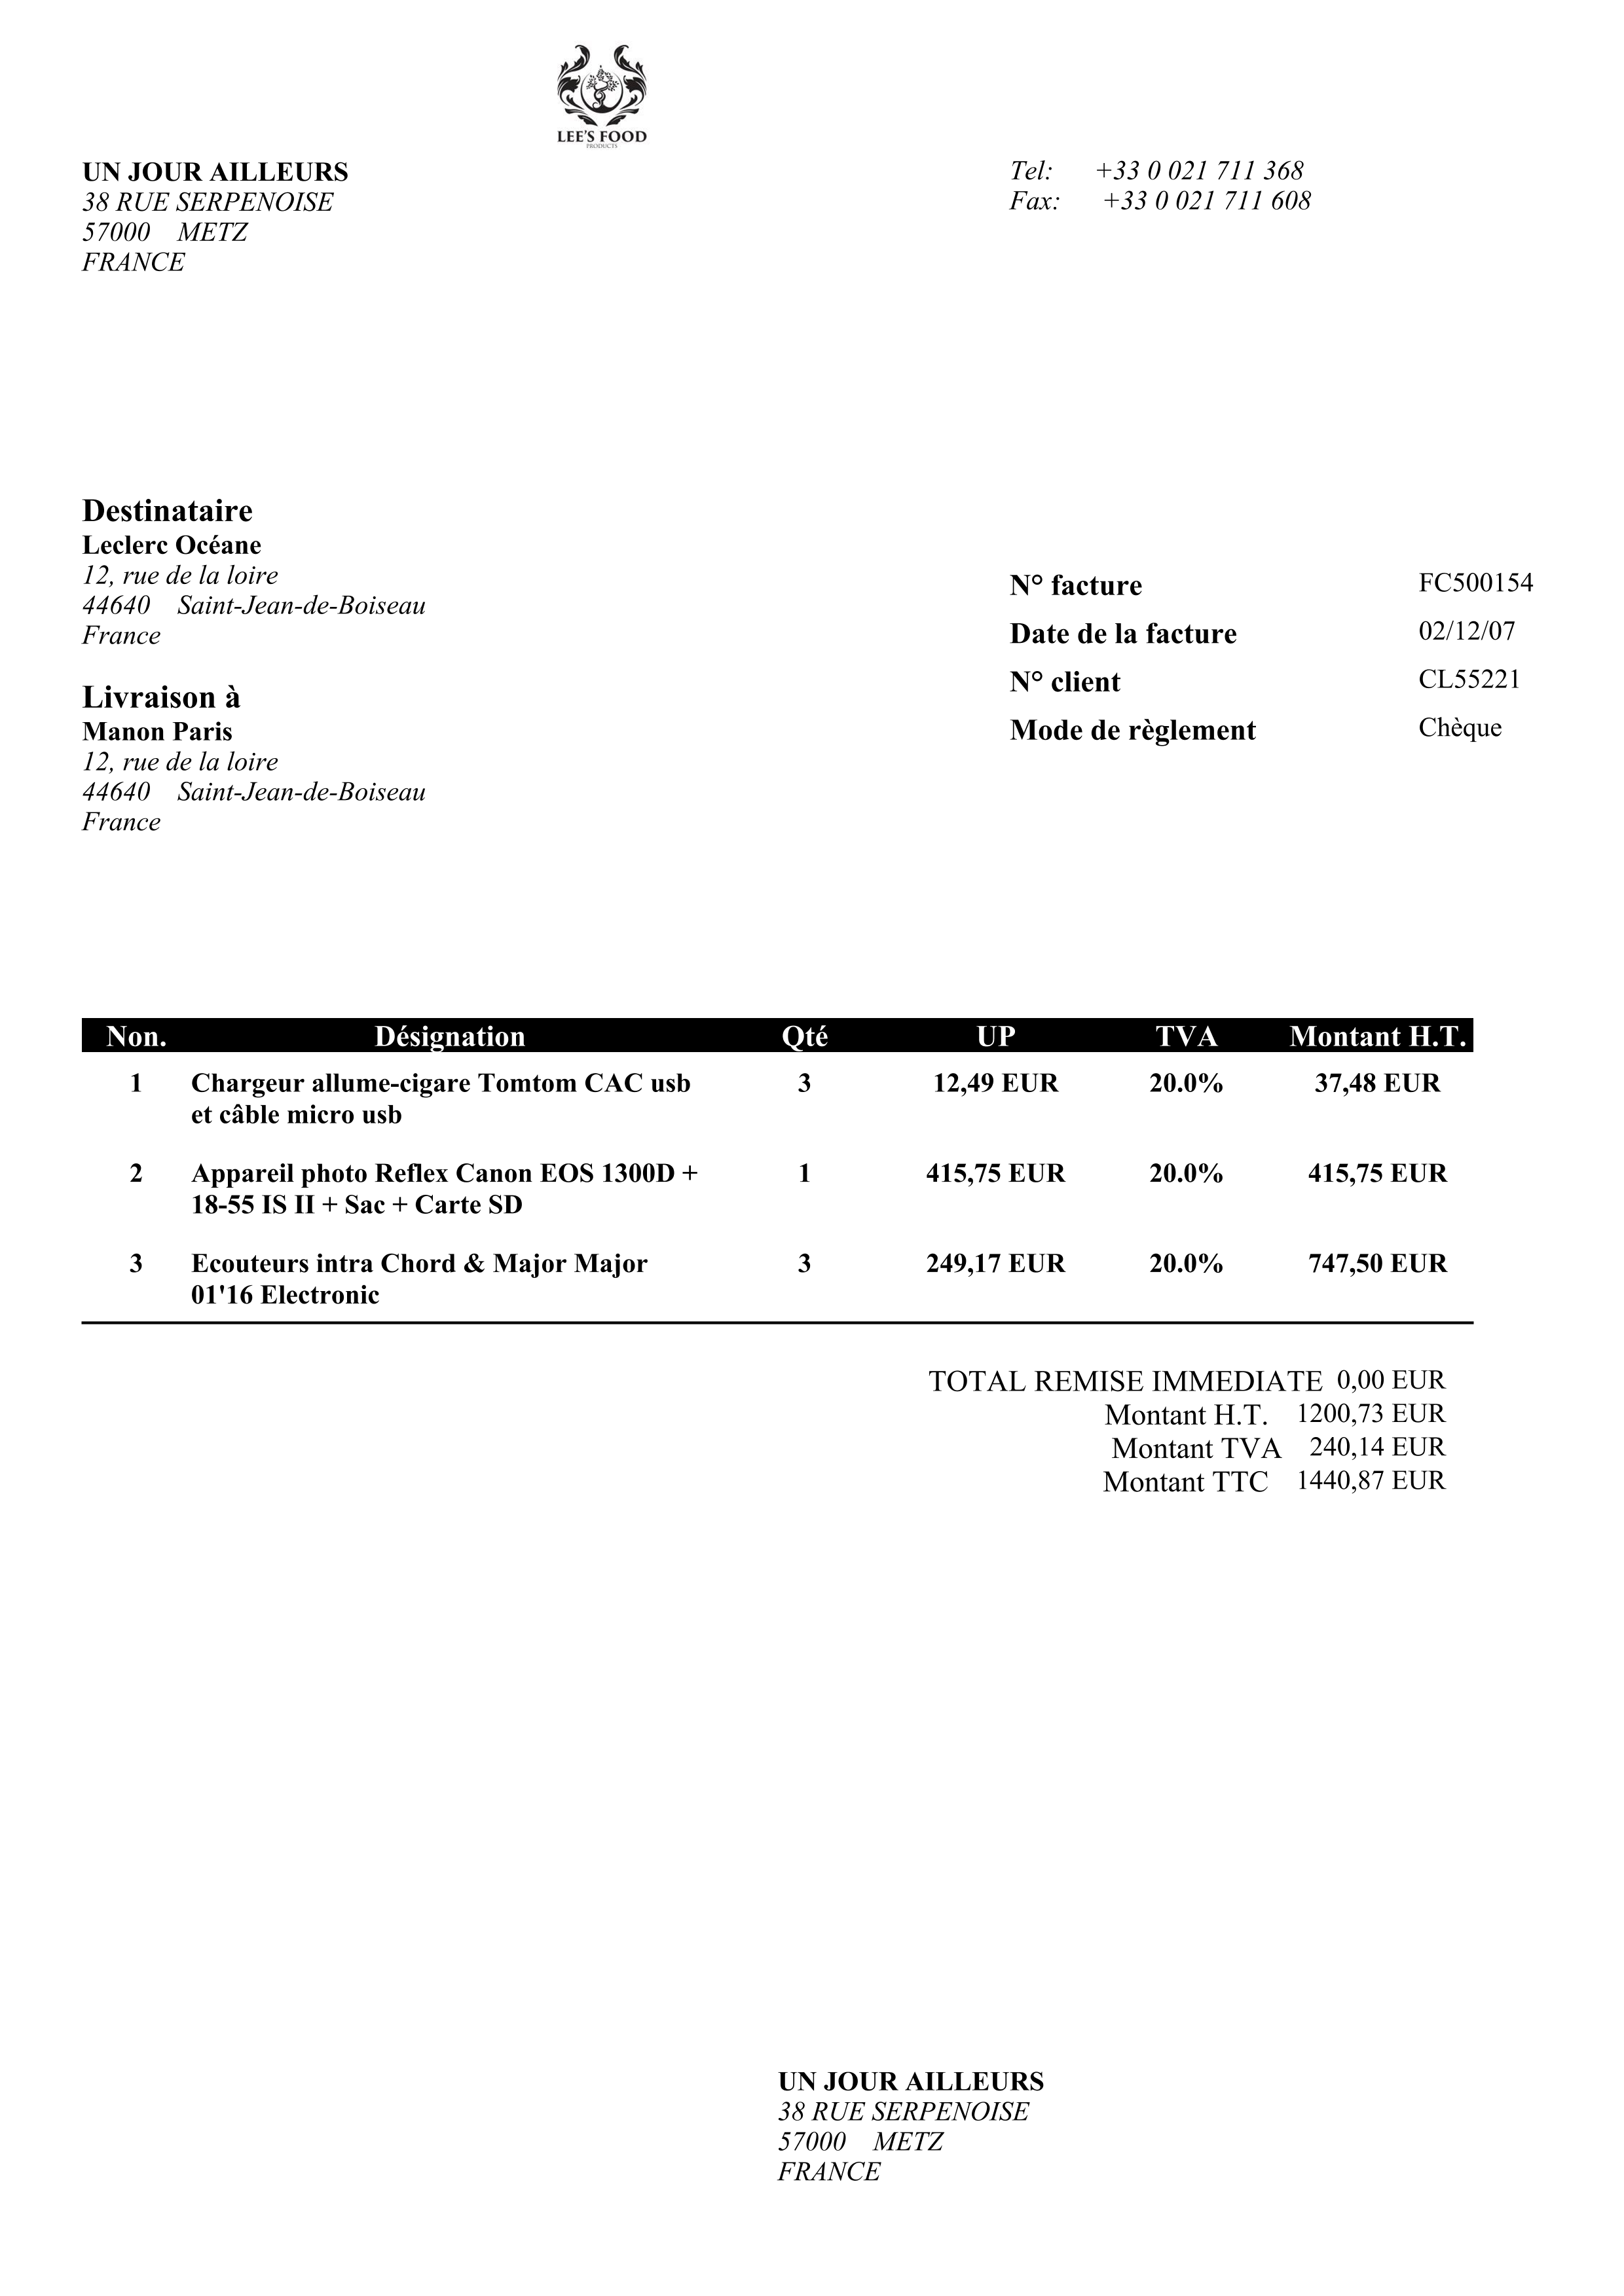 LEE'S FOOD
PRODUCTS
UN JOUR AILLEURS
38 RUE SERPENOISE
57000 METZ
FRANCE
Tel: +33 0 021 711 368
Fax: +33 0 021 711 608
Destinataire
Leclerc Océane
12, rue de la loire
44640 Saint-Jean-de-Boiseau
France
Livraison à
Manon Paris
12, rue de la loire
44640 Saint-Jean-de-Boiseau
France
N° facture FC500154
Date de la facture 02/12/07
N° client CL55221
Mode de règlement Chèque
Non. Désignation Qté UP TVA Montant H.T.
1 Chargeur allume-cigare Tomtom CAC usb 3 12,49 EUR 20.0% 37,48 EUR
et câble micro usb
2 Appareil photo Reflex Canon EOS 1300D + 1 415,75 EUR 20.0% 415,75 EUR
18-55 IS II + Sac + Carte SD
3 Ecouteurs intra Chord & Major Major 3 249,17 EUR 20.0% 747,50 EUR
01'16 Electronic
TOTAL REMISE IMMEDIATE 0,00 EUR
Montant H.T. 1200,73 EUR
Montant TVA 240,14 EUR
Montant TTC 1440,87 EUR
UN JOUR AILLEURS
38 RUE SERPENOISE
57000 METZ
FRANCE